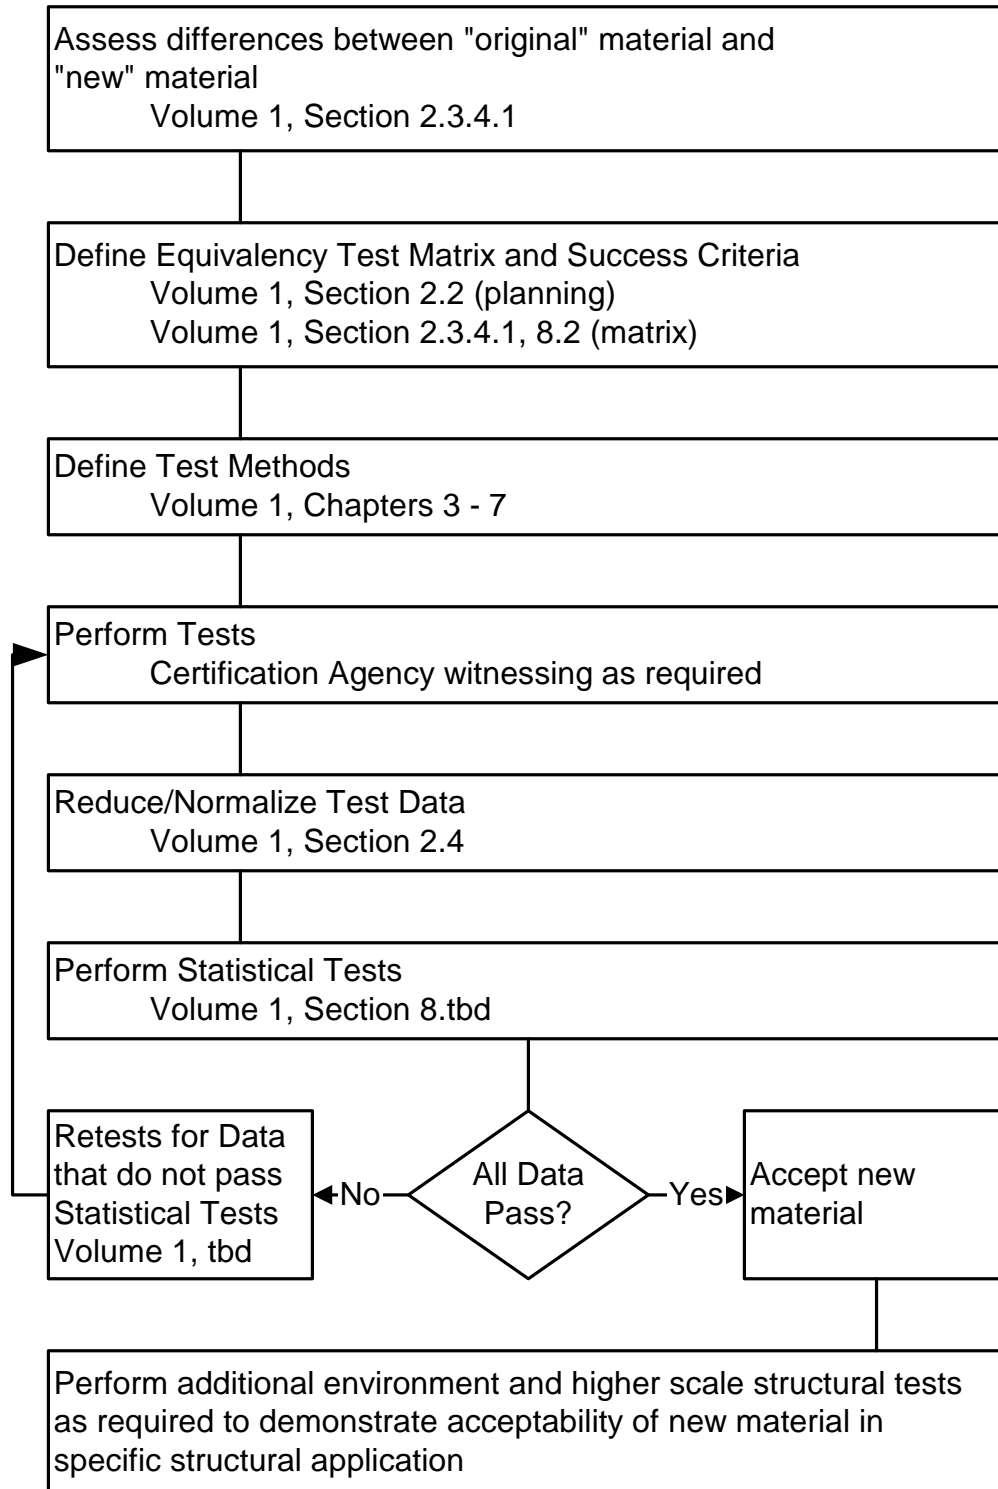 Assess differences between "original" material and
"new" material
Volume 1, Section 2.3.4.1
Define Equivalency Test Matrix and Success Criteria
Volume 1, Section 2.2 (planning)
Volume 1, Section 2.3.4.1, 8.2 (matrix)
Define Test Methods
Volume 1, Chapters 3 - 7
Perform Tests
Certification Agency witnessing as required
Reduce/Normalize Test Data
Volume 1, Section 2.4
Perform Statistical Tests
Volume 1, Section 8.tbd
Retests for Data
that do not pass
Statistical Tests
Volume 1, tbd
No
All Data
Pass?
Yes
Accept new
material
Perform additional environment and higher scale structural tests
as required to demonstrate acceptability of new material in
specific structural application